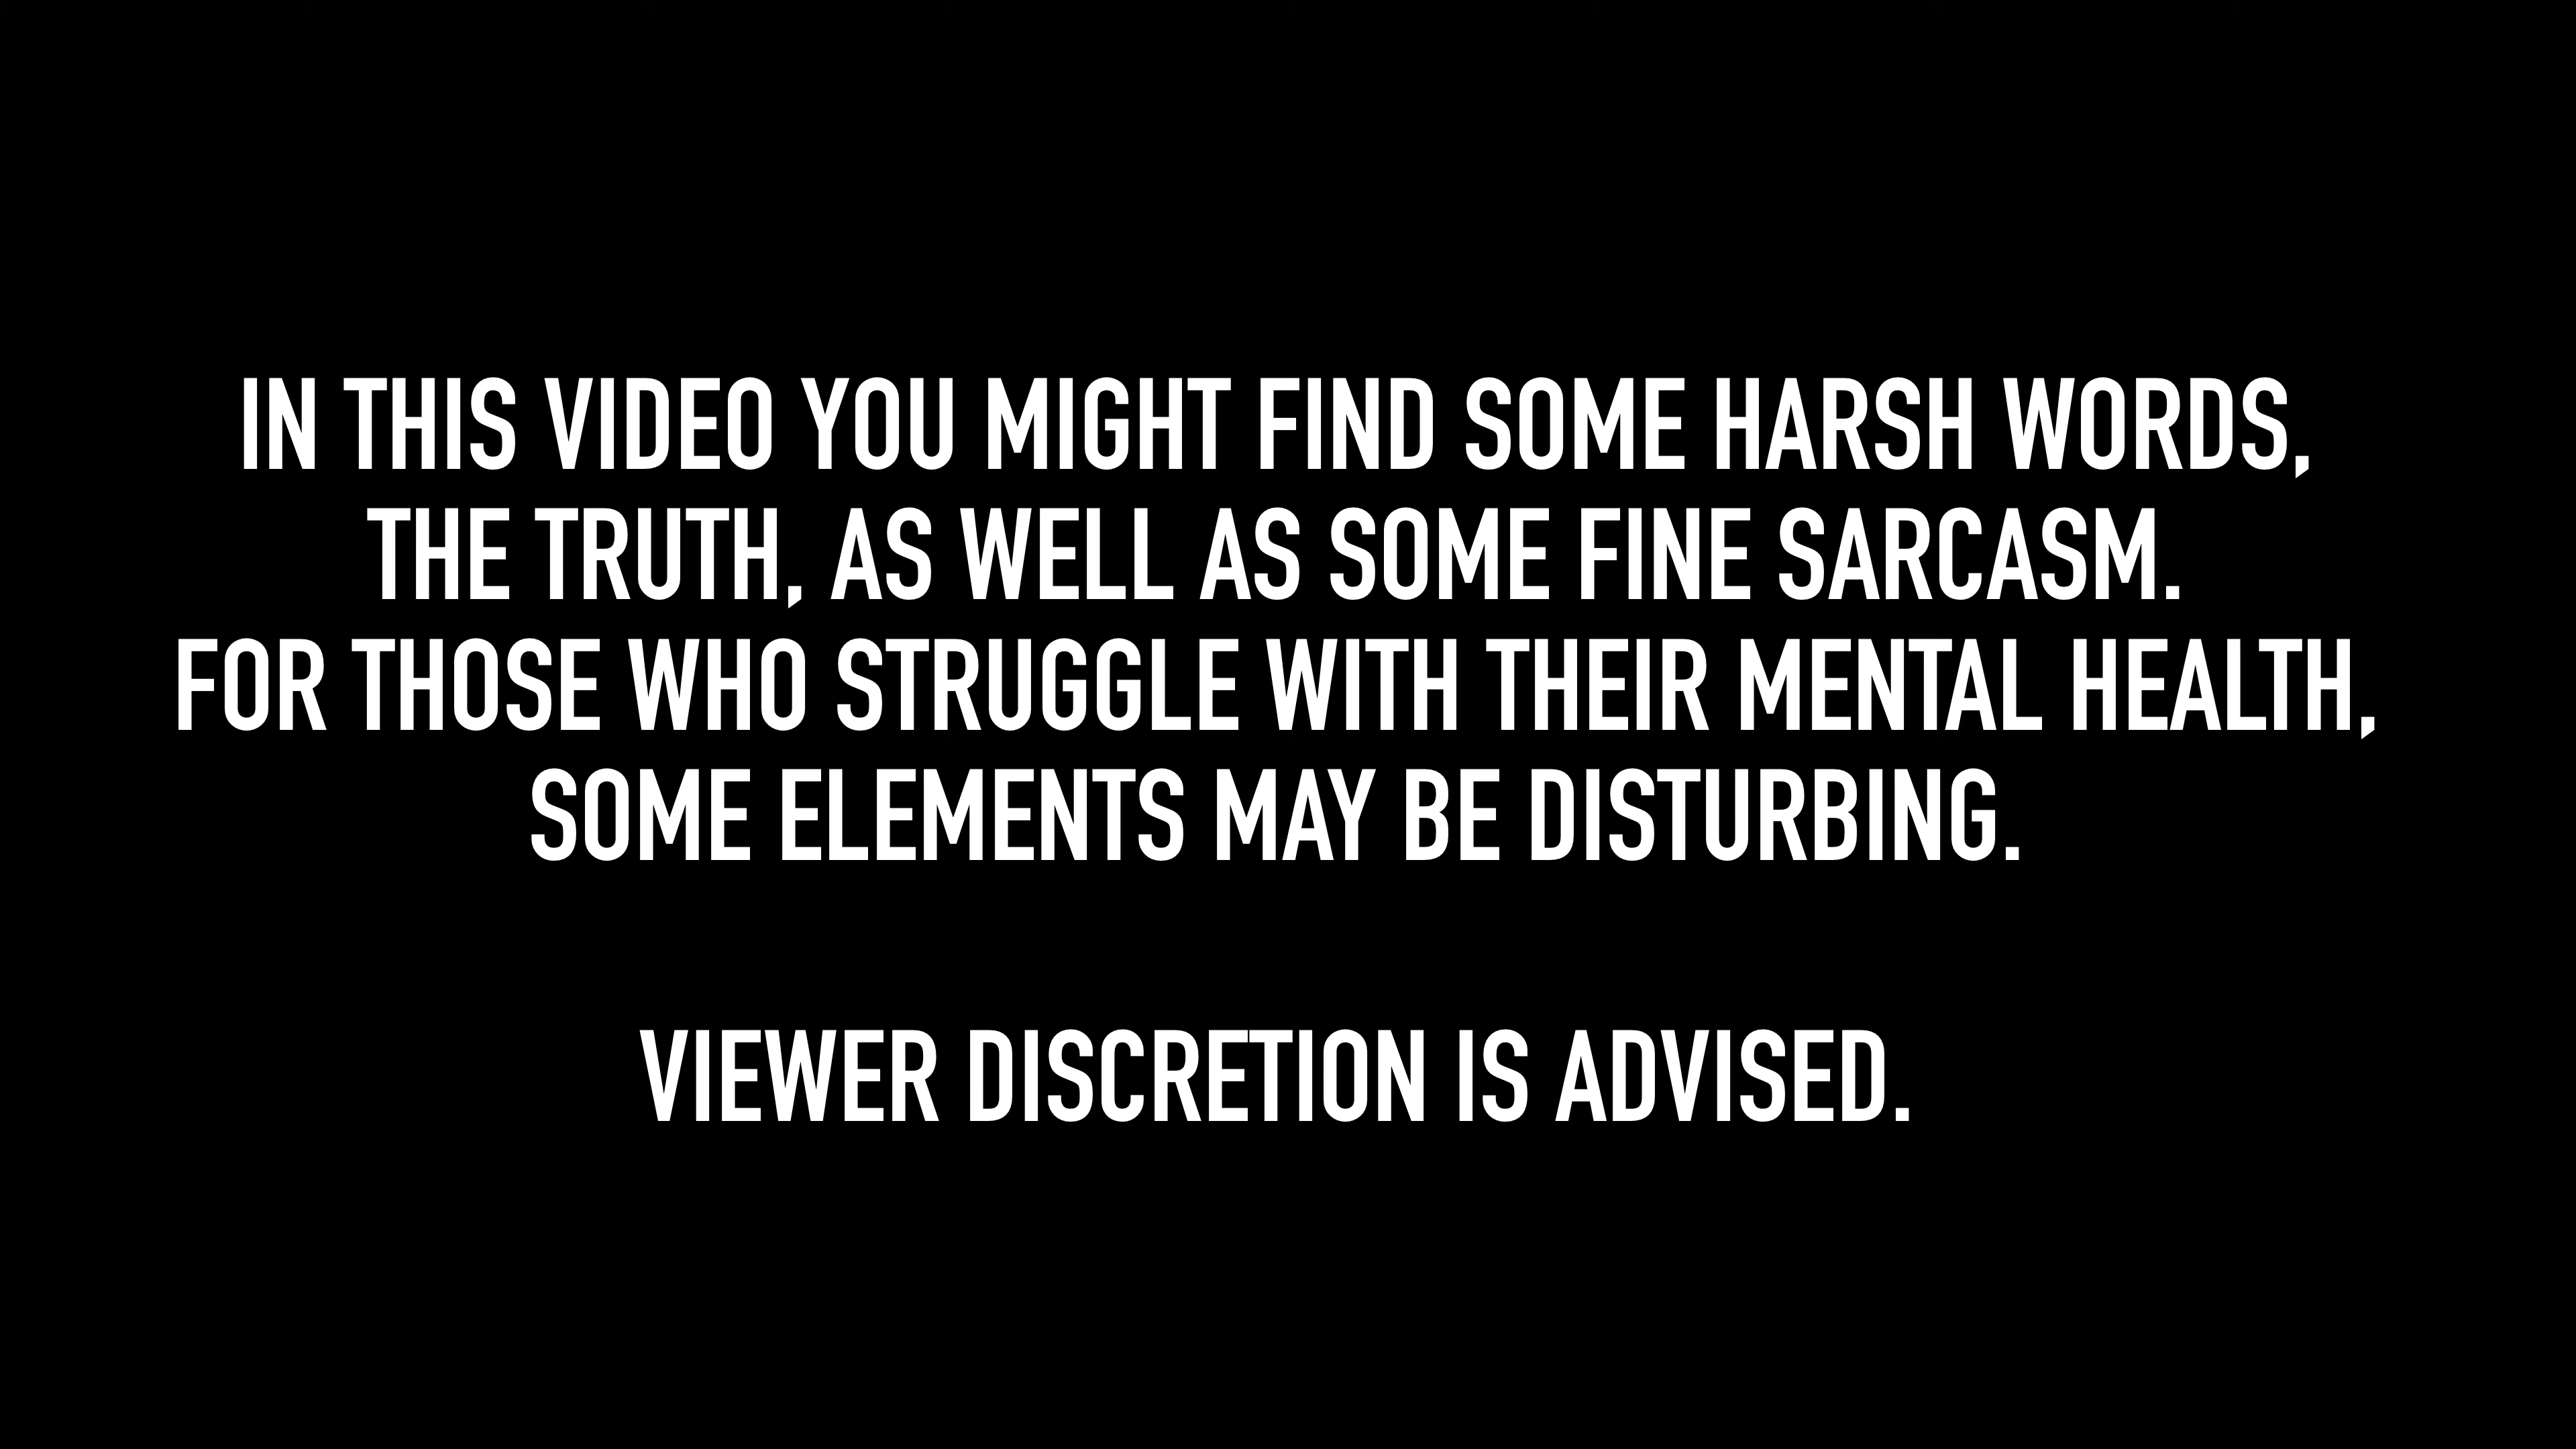 IN THIS VIDEO YOU MIGHT FIND SOME HARSH WORDS,
THE TRUTH, AS WELL AS SOME FINE SARCASM.
FOR THOSE WHO STRUGGLE WITH THEIR MENTAL HEALTH,
SOME ELEMENTS MAY BE DISTURBING.
VIEWER DISCRETION IS ADVISED.